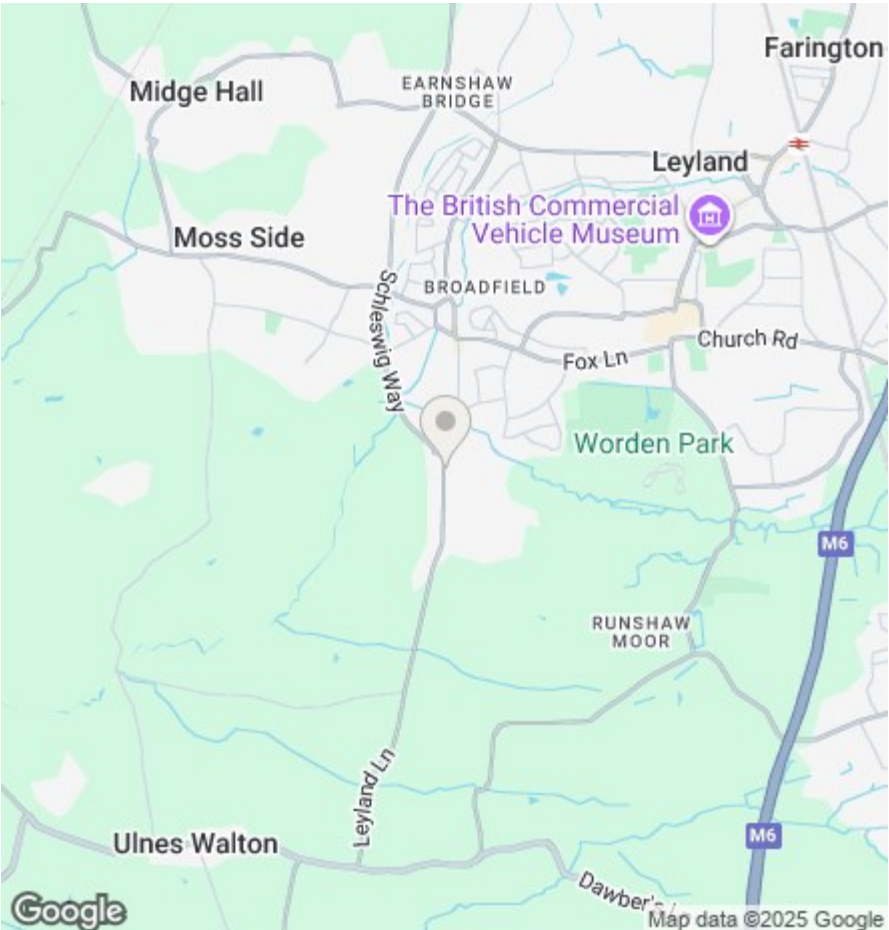 Farington
Midge Hall
EARNSHAW
BRIDGE
Leyland
The British Commercial
Vehicle Museum
Moss Side
BROADFIELD
Schleswig Way
Church Rd
Fox Ln
Worden Park
M6
RUNSHAW
MOOR
Leyland Ln
Ulnes Walton
M6
Dawber's
Google
Map data ©2025 Google